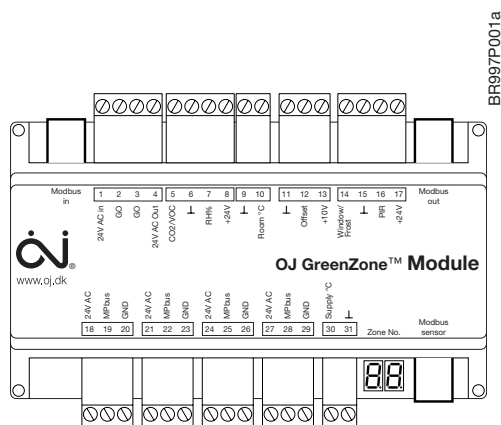 BR997P001a
Modbus in
1 2 3 4 5 6 7 8 9 10 11 12 13 14 15 16 17
Modbus out
24V AC in
GO
GO
24V AC Out
CO2/VOC
⊥
RH%
+24V
⊥
Room °C
⊥
Offset
+10V
Window/Frost
⊥
PIR
+24V
OJ®
www.oj.dk
OJ GreenZone™ Module
24V AC
MPbus
GND
24V AC
MPbus
GND
24V AC
MPbus
GND
24V AC
MPbus
GND
Supply °C
⊥
18 19 20 21 22 23 24 25 26 27 28 29 30 31
Zone No.
Modbus sensor
88